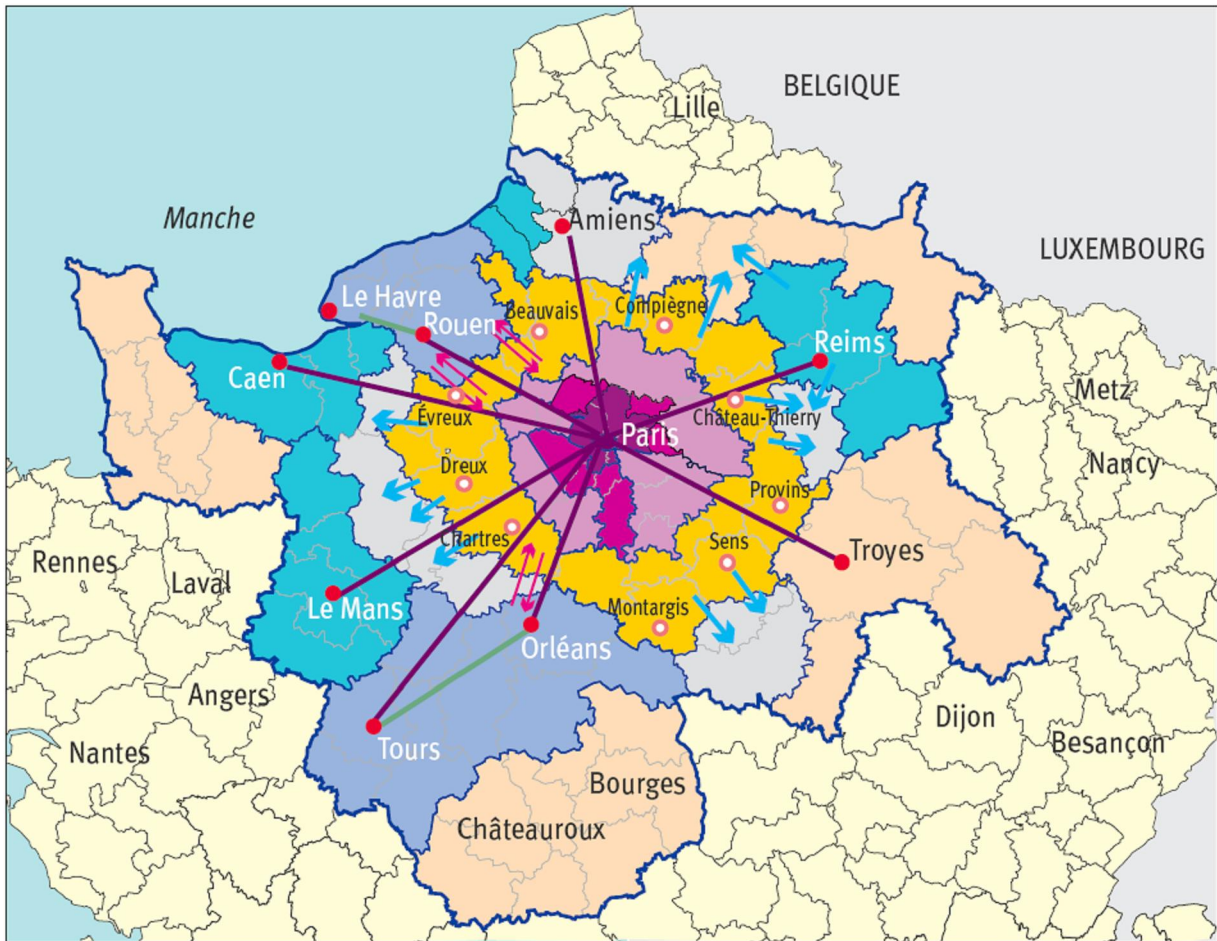 Lille
BELGIQUE
Manche
Amiens
LUXEMBOURG
Le Havre
Rouen
Beauvais
Compiègne
Caen
Reims
Metz
Évreux
Château-Thierry
Paris
Nancy
Dreux
Provins
Chartres
Sens
Troyes
Rennes
Laval
Le Mans
Montargis
Orléans
Angers
Dijon
Nantes
Tours
Besançon
Bourges
Châteauroux